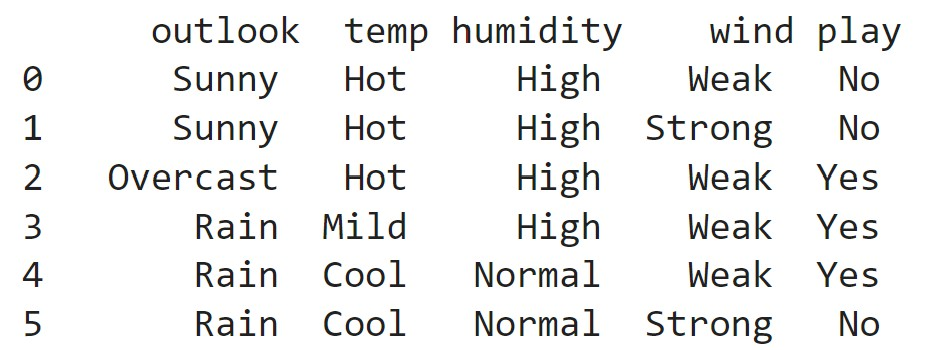 outlook temp humidity wind play
0 Sunny Hot High Weak No
1 Sunny Hot High Strong No
2 Overcast Hot High Weak Yes
3 Rain Mild High Weak Yes
4 Rain Cool Normal Weak Yes
5 Rain Cool Normal Strong No